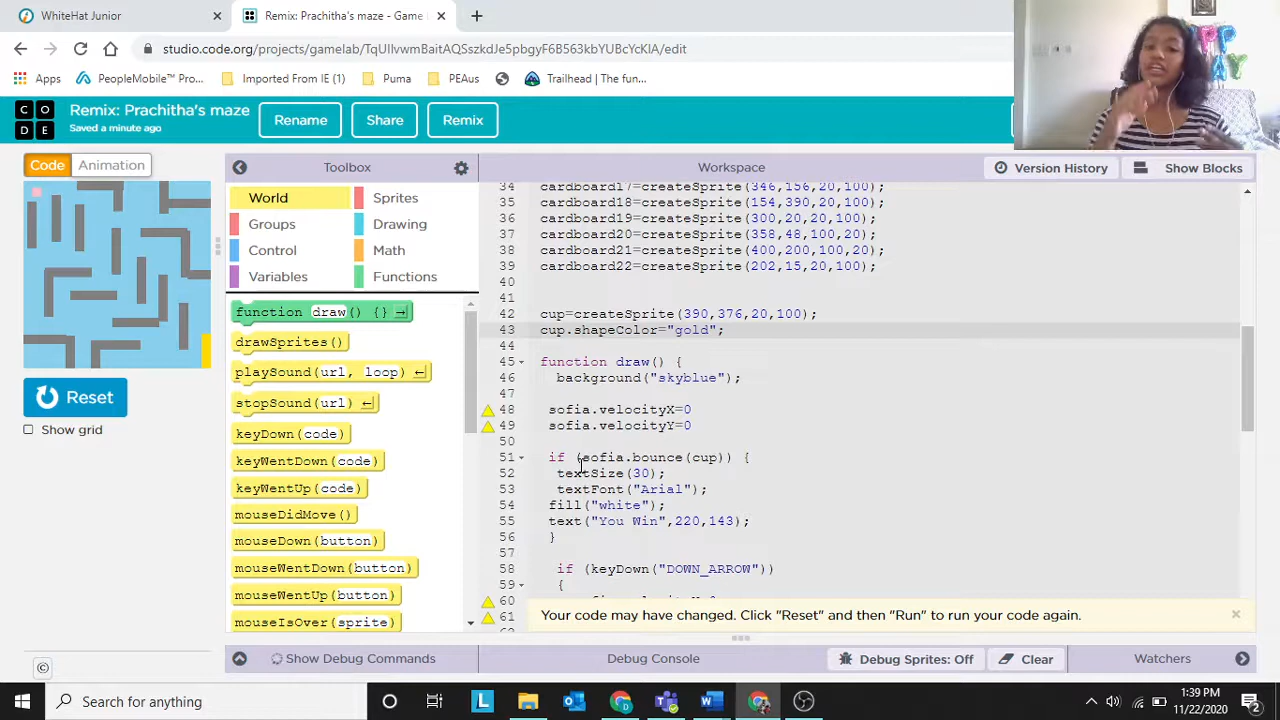 WhiteHat Junior
Remix: Prachitha's maze - Game
studio.code.org/projects/gamelab/TqUIlvwmBaitAQSszkdJe5pbgyF6B563kbYUBcYcKIA/edit
Apps
PeopleMobile™ Pro...
Imported From IE (1)
Puma
PEAus
Trailhead | The fun...
C O
D E
Remix: Prachitha's maze
Saved a minute ago
Rename
Share
Remix
Code
Animation
Toolbox
Workspace
Version History
Show Blocks
World
Sprites
Groups
Drawing
Control
Math
Variables
Functions
function draw() {}
drawSprites()
playSound(url, loop)
stopSound(url)
keyDown(code)
keyWentDown(code)
keyWentUp(code)
mouseDidMove()
mouseDown(button)
mouseWentDown(button)
mouseWentUp(button)
mouseIsOver(sprite)
Reset
Show grid
34 cardboard17=createSprite(346,156,20,100);
35 cardboard18=createSprite(154,390,20,100);
36 cardboard19=createSprite(300,20,20,100);
37 cardboard20=createSprite(358,48,100,20);
38 cardboard21=createSprite(400,200,100,20);
39 cardboard22=createSprite(202,15,20,100);
40
41
42 cup=createSprite(390,376,20,100);
43 cup.shapeColor="gold";
44
45 function draw() {
46 background("skyblue");
47
48 sofia.velocityX=0
49 sofia.velocityY=0
50
51 if (sofia.bounce(cup)) {
52 textSize(30);
53 textFont("Arial");
54 fill("white");
55 text("You Win",220,143);
56 }
57
58 if (keyDown("DOWN_ARROW"))
59 {
60
61
Your code may have changed. Click "Reset" and then "Run" to run your code again.
Show Debug Commands
Debug Console
Debug Sprites: Off
Clear
Watchers
Search for anything
1:39 PM
11/22/2020
2